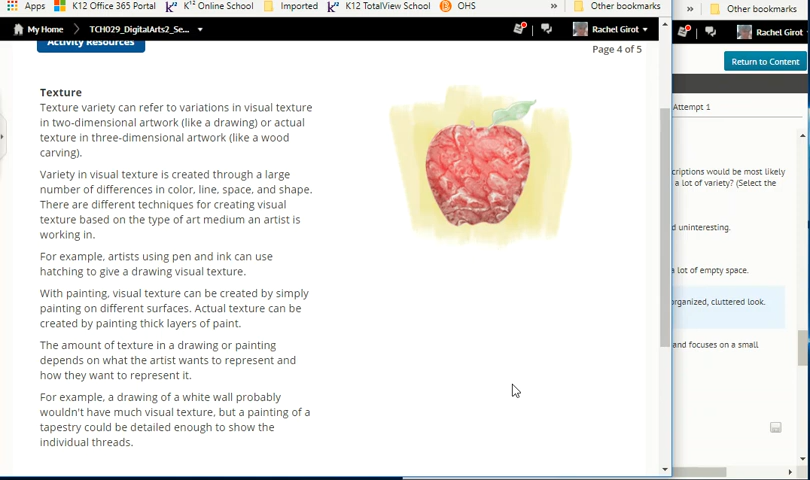 Apps K12 Office 365 Portal K12 Online School Imported K12 TotalView School OHS » Other bookmarks
» Other bookmarks
My Home TCH029_DigitalArts2_Se... Rachel Girot
Rachel Girot
Activity Resources
Page 4 of 5
Return to Content
Attempt 1
Texture
Texture variety can refer to variations in visual texture
in two-dimensional artwork (like a drawing) or actual
texture in three-dimensional artwork (like a wood
carving).
Variety in visual texture is created through a large
number of differences in color, line, space, and shape.
There are different techniques for creating visual
texture based on the type of art medium an artist is
working in.
For example, artists using pen and ink can use
hatching to give a drawing visual texture.
With painting, visual texture can be created by simply
painting on different surfaces. Actual texture can be
created by painting thick layers of paint.
The amount of texture in a drawing or painting
depends on what the artist wants to represent and
how they want to represent it.
For example, a drawing of a white wall probably
wouldn't have much visual texture, but a painting of a
tapestry could be detailed enough to show the
individual threads.
criptions would be most likely
a lot of variety? (Select the
d uninteresting.
a lot of empty space.
organized, cluttered look.
and focuses on a small